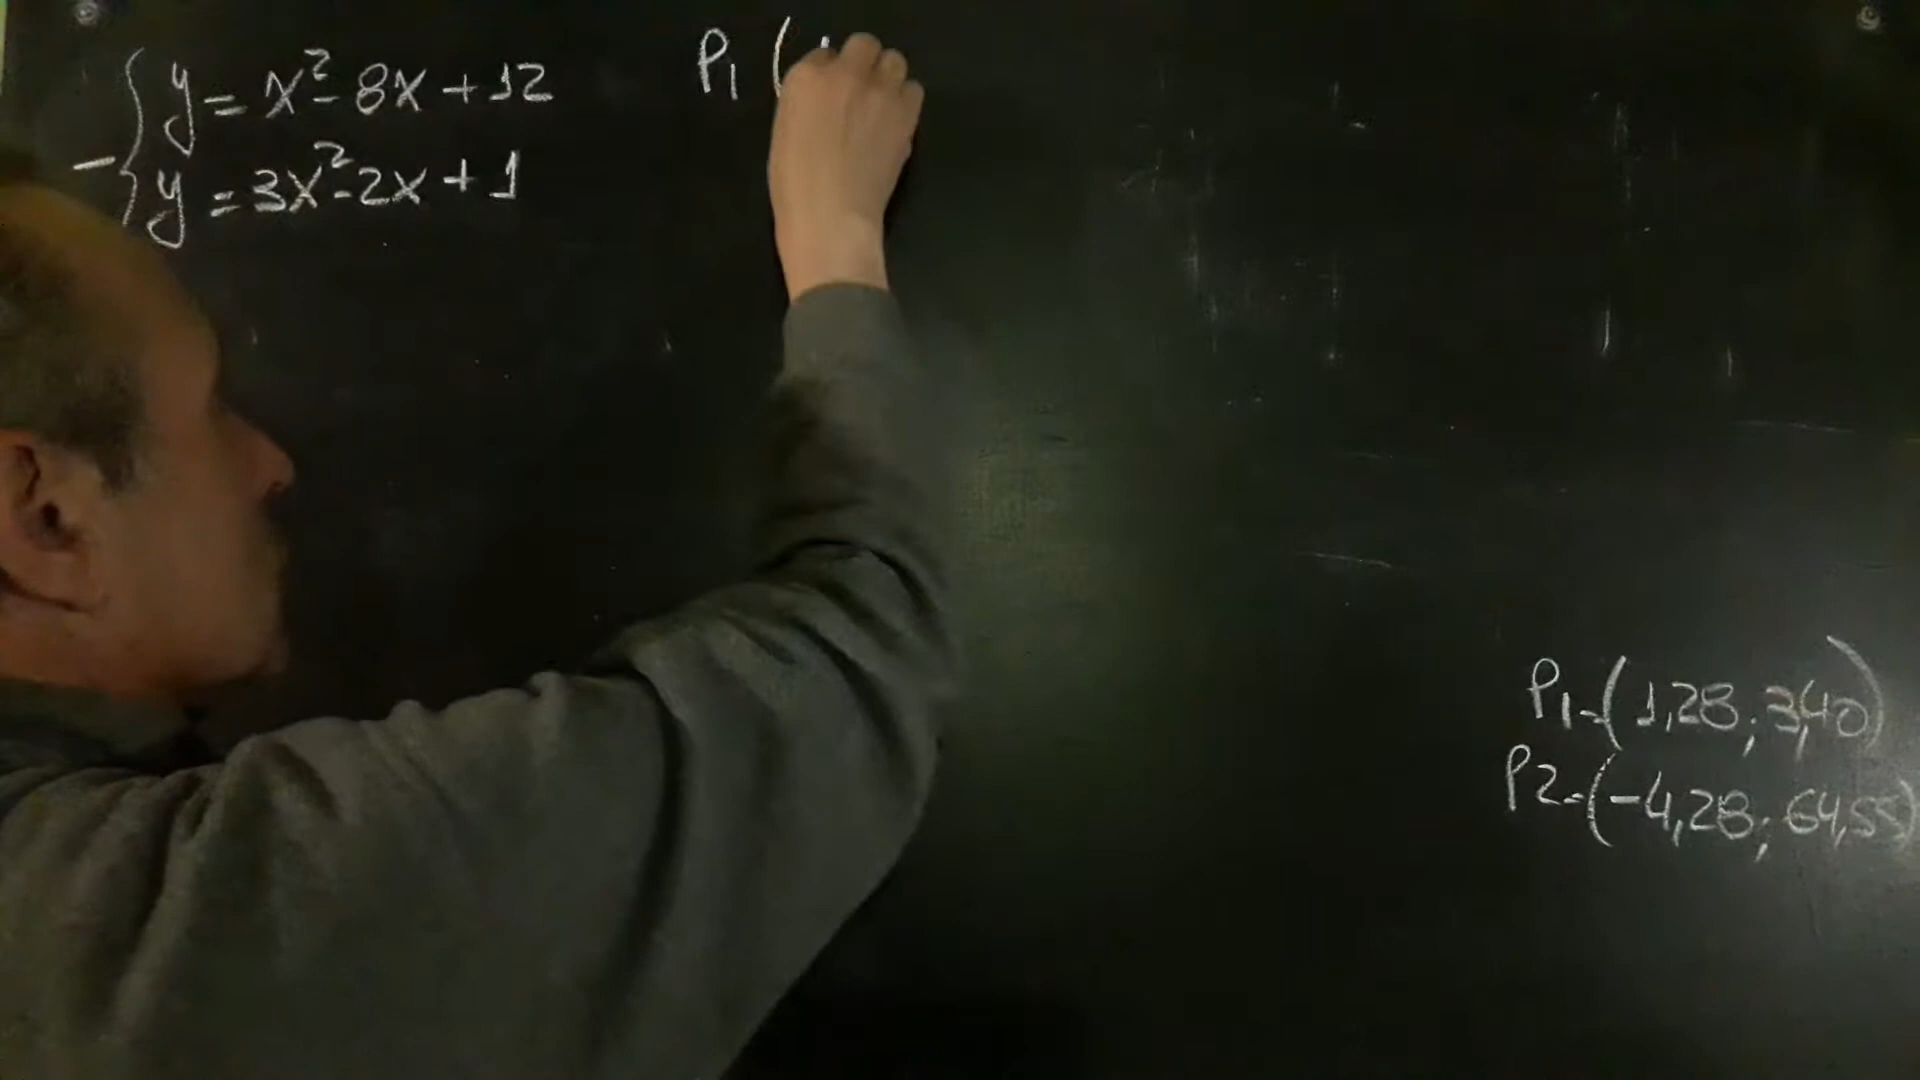 y = x² - 8x + 12
- y = 3x² - 2x + 1
P₁ (
P₁ = (1,28 ; 3,40)
P2 = (-4,28 ; 64,55)